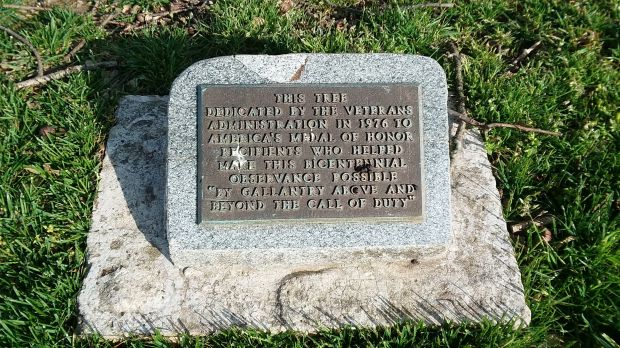 THIS TREE
DEDICATED BY THE VETERANS
ADMINISTRATION IN 1976 TO
AMERICA'S MEDAL OF HONOR
RECIPIENTS WHO HELPED
MAKE THIS BICENTENNIAL
OBSERVANCE POSSIBLE
"BY GALLANTRY ABOVE AND
BEYOND THE CALL OF DUTY"